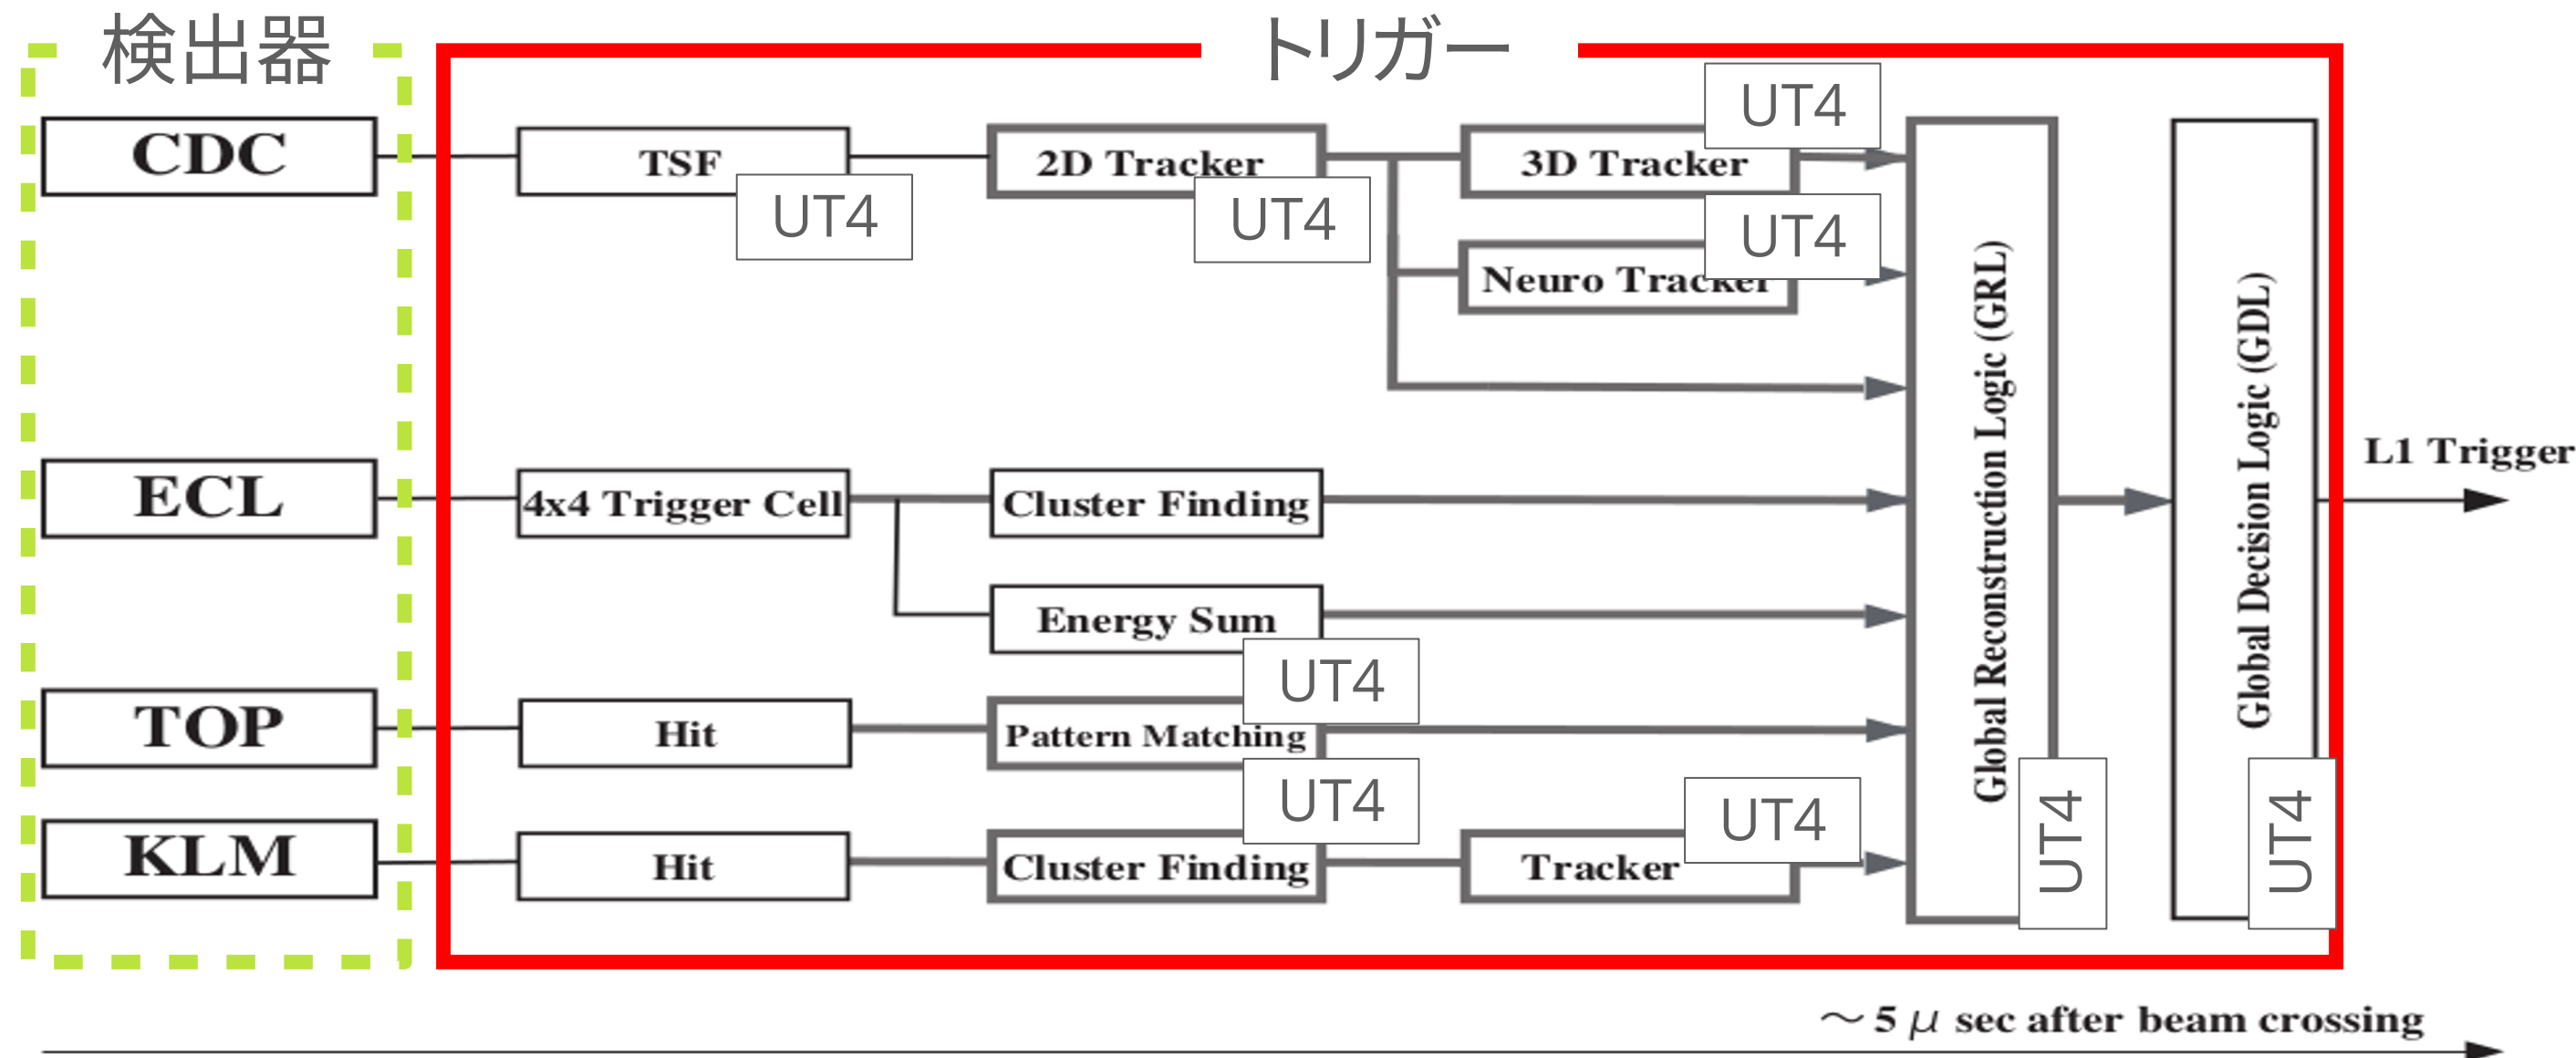 検出器
トリガー
CDC
TSF
UT4
2D Tracker
UT4
3D Tracker
UT4
Neuro Tracker
UT4
ECL
4x4 Trigger Cell
Cluster Finding
Energy Sum
TOP
Hit
Pattern Matching
UT4
KLM
Hit
Cluster Finding
UT4
Tracker
UT4
Global Reconstruction Logic (GRL)
UT4
Global Decision Logic (GDL)
UT4
L1 Trigger
～5 μ sec after beam crossing